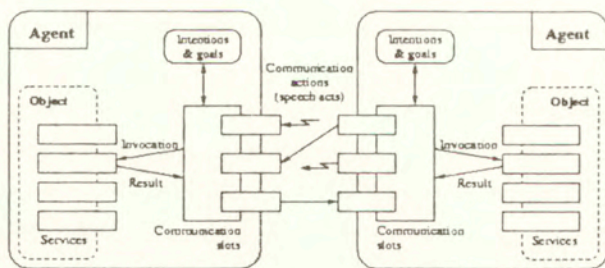 Agent
Intentions
& goals
Object
Invocation
Result
Services
Communication
slots
Communication
actions
(speech acts)
Agent
Intentions
& goals
Object
Invocation
Result
Services
Communication
slots